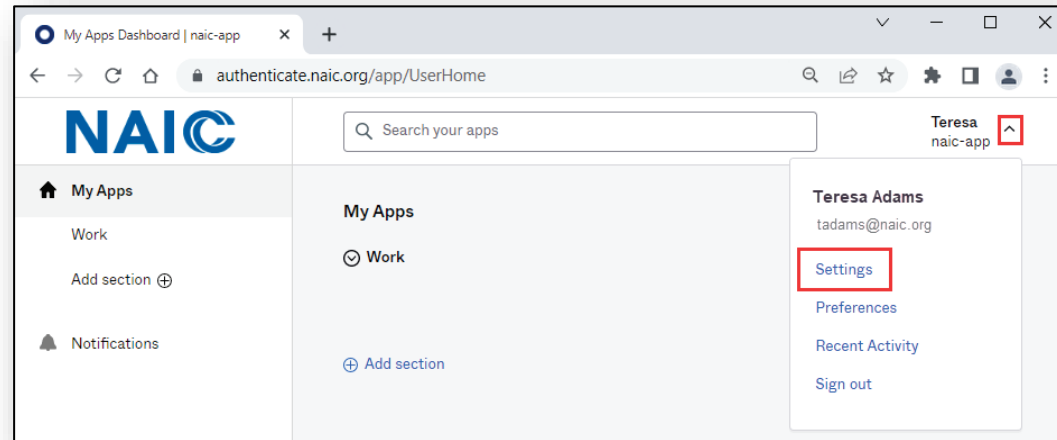 My Apps Dashboard | naic-app
authenticate.naic.org/app/UserHome
NAIC
Search your apps
Teresa
naic-app
My Apps
Work
Add section
Notifications
My Apps
Work
Add section
Teresa Adams
tadams@naic.org
Settings
Preferences
Recent Activity
Sign out